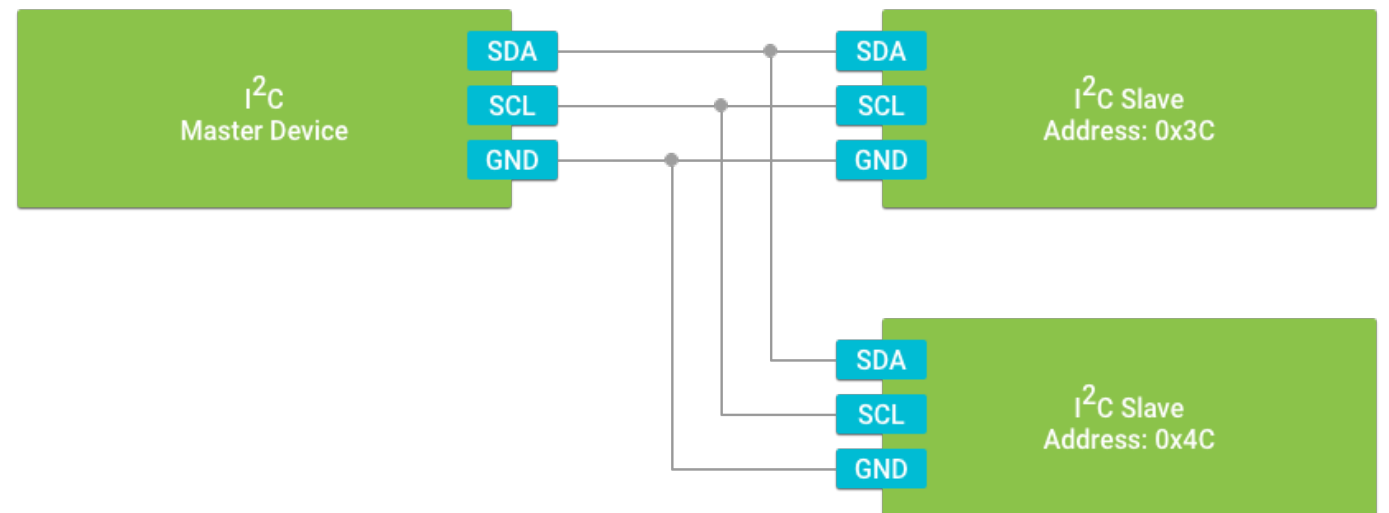 I²C
Master Device
SDA
SCL
GND
SDA
SCL
GND
I²C Slave
Address: 0x3C
SDA
SCL
GND
I²C Slave
Address: 0x4C